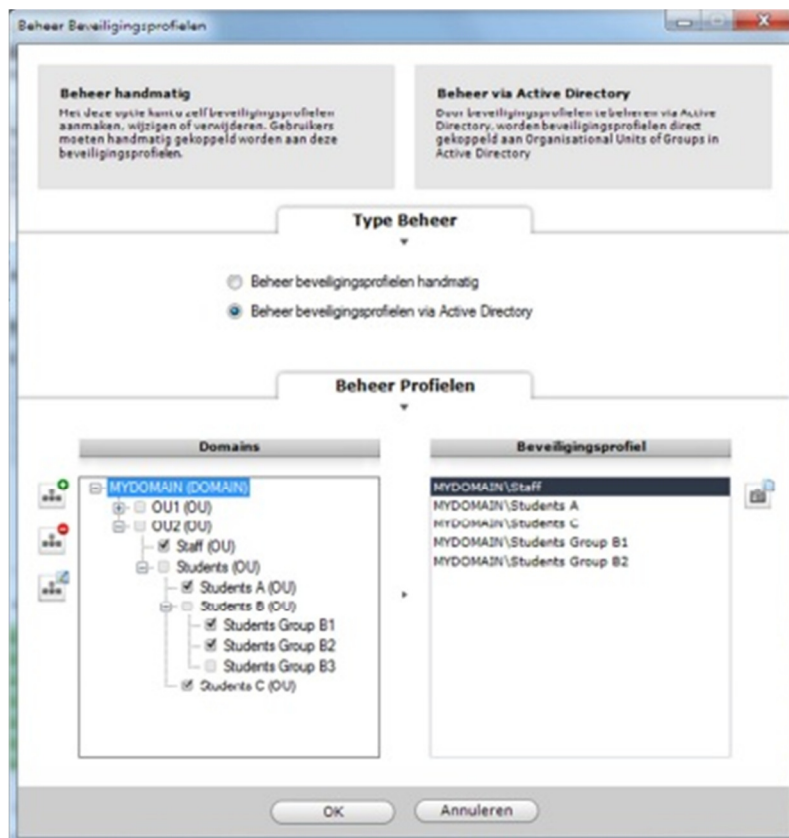 Beheer Beveiligingsprofielen
Beheer handmatig
Met deze optie kunt u zelf beveiligingsprofielen
aanmaken, wijzigen of verwijderen. Gebruikers
moeten handmatig gekoppeld worden aan deze
beveiligingsprofielen.
Beheer via Active Directory
Door beveiligingsprofielen te beheren via Active
Directory, worden beveiligingsprofielen direct
gekoppeld aan Organisational Units of Groups in
Active Directory
Type Beheer
Beheer beveiligingsprofielen handmatig
Beheer beveiligingsprofielen via Active Directory
Beheer Profielen
Domains
MYDOMAIN (DOMAIN)
OU1 (OU)
OU2 (OU)
Staff (OU)
Students (OU)
Students A (OU)
Students B (OU)
Students Group B1
Students Group B2
Students Group B3
Students C (OU)
Beveiligingsprofiel
MYDOMAIN\Staff
MYDOMAIN\Students A
MYDOMAIN\Students C
MYDOMAIN\Students Group B1
MYDOMAIN\Students Group B2
OK
Annuleren